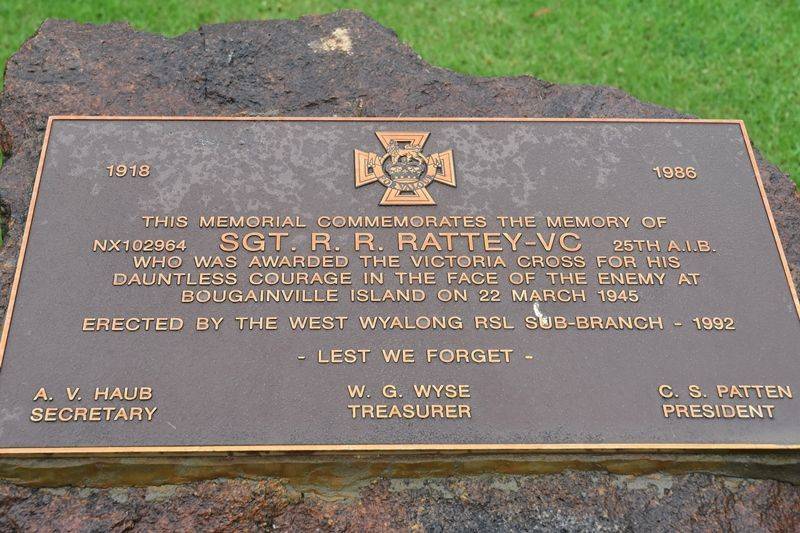 1918 1986
THIS MEMORIAL COMMEMORATES THE MEMORY OF
NX102964 SGT. R. R. RATTEY-VC 25TH A.I.B.
WHO WAS AWARDED THE VICTORIA CROSS FOR HIS
DAUNTLESS COURAGE IN THE FACE OF THE ENEMY AT
BOUGAINVILLE ISLAND ON 22 MARCH 1945
ERECTED BY THE WEST WYALONG RSL SUB-BRANCH - 1992
- LEST WE FORGET -
A. V. HAUB W. G. WYSE C. S. PATTEN
SECRETARY TREASURER PRESIDENT